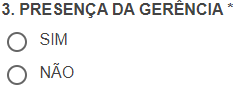 3. PRESENÇA DA GERÊNCIA *
SIM
NÃO